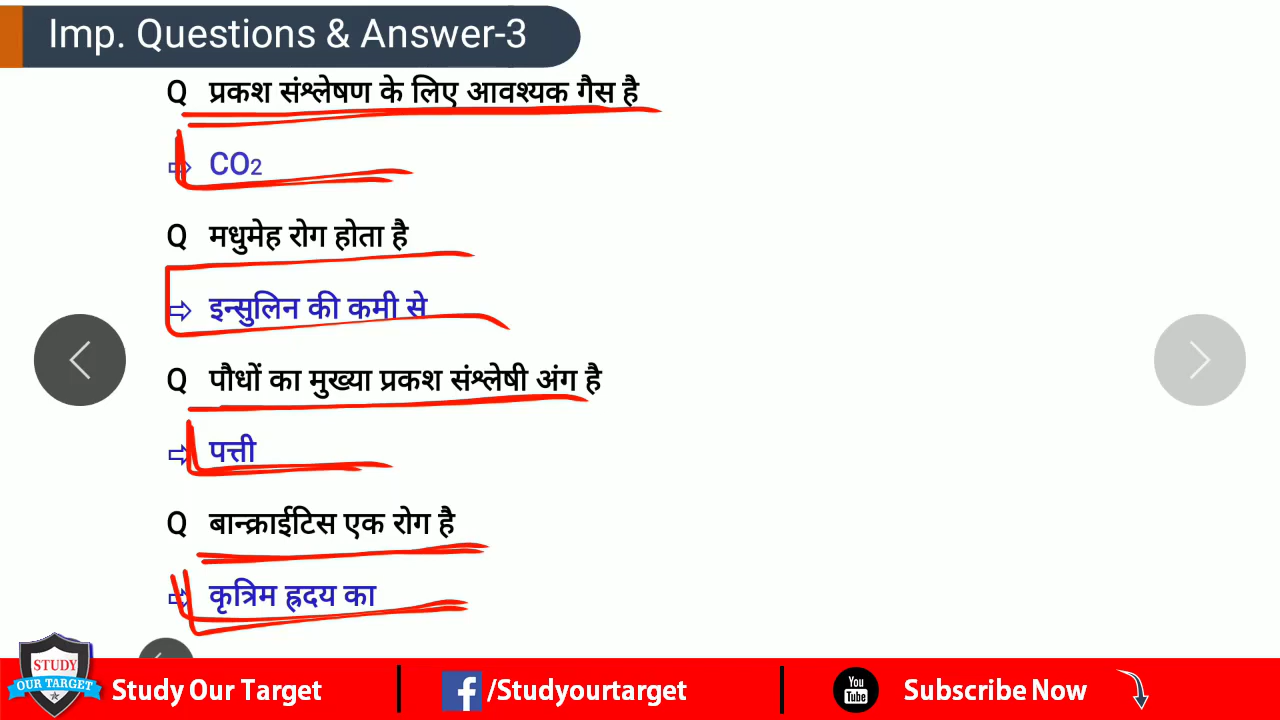 Imp. Questions & Answer-3
Q प्रकश संश्लेषण के लिए आवश्यक गैस है
⇨ CO₂
Q मधुमेह रोग होता है
⇨ इन्सुलिन की कमी से
Q पौधों का मुख्या प्रकश संश्लेषी अंग है
⇨ पत्ती
Q बान्क्राईटिस एक रोग है
⇨ कृत्रिम ह्रदय का
STUDY
OUR TARGET
Study Our Target
f /Studyourtarget
You
Tube
Subscribe Now